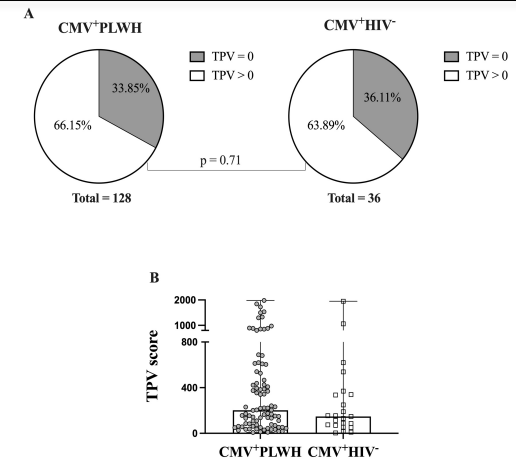 A
CMV+PLWH
CMV+HIV-
TPV = 0
TPV > 0
TPV = 0
TPV > 0
33.85%
66.15%
36.11%
63.89%
p = 0.71
Total = 128
Total = 36
B
TPV score
2000
1000
800
400
0
CMV+PLWH
CMV+HIV-